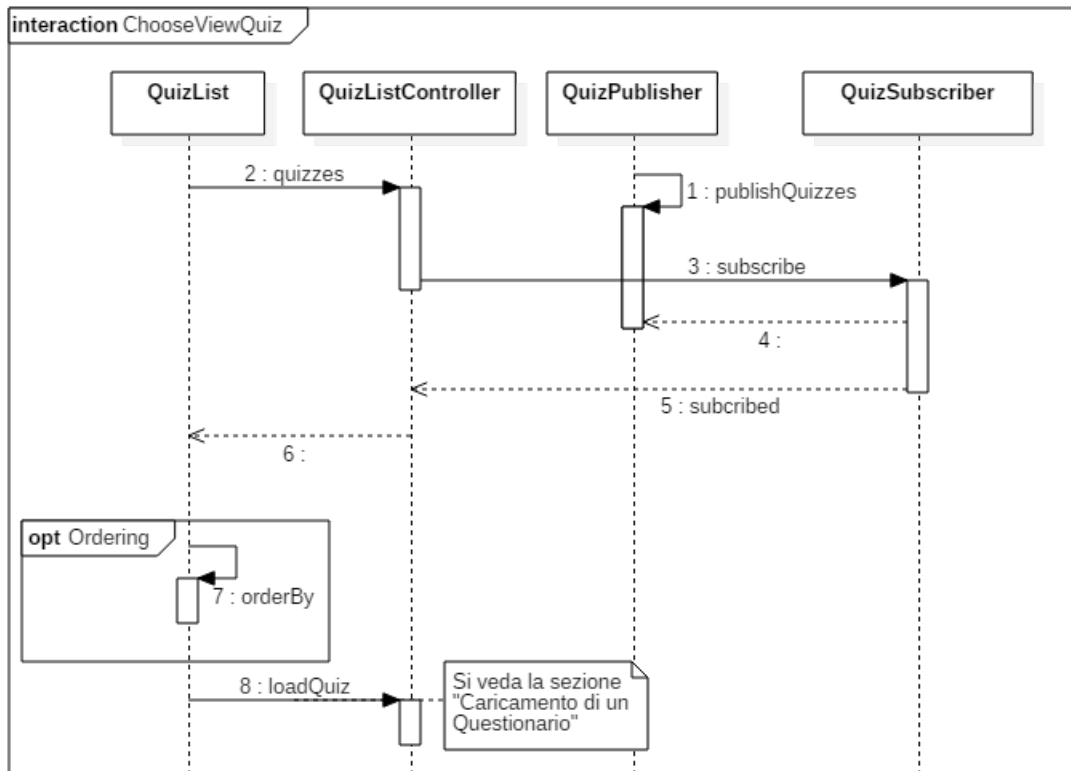 interaction ChooseViewQuiz
QuizList
QuizListController
QuizPublisher
QuizSubscriber
2 : quizzes
1 : publishQuizzes
3 : subscribe
4 :
5 : subcribed
6 :
opt Ordering
7 : orderBy
8 : loadQuiz
Si veda la sezione
"Caricamento di un
Questionario"